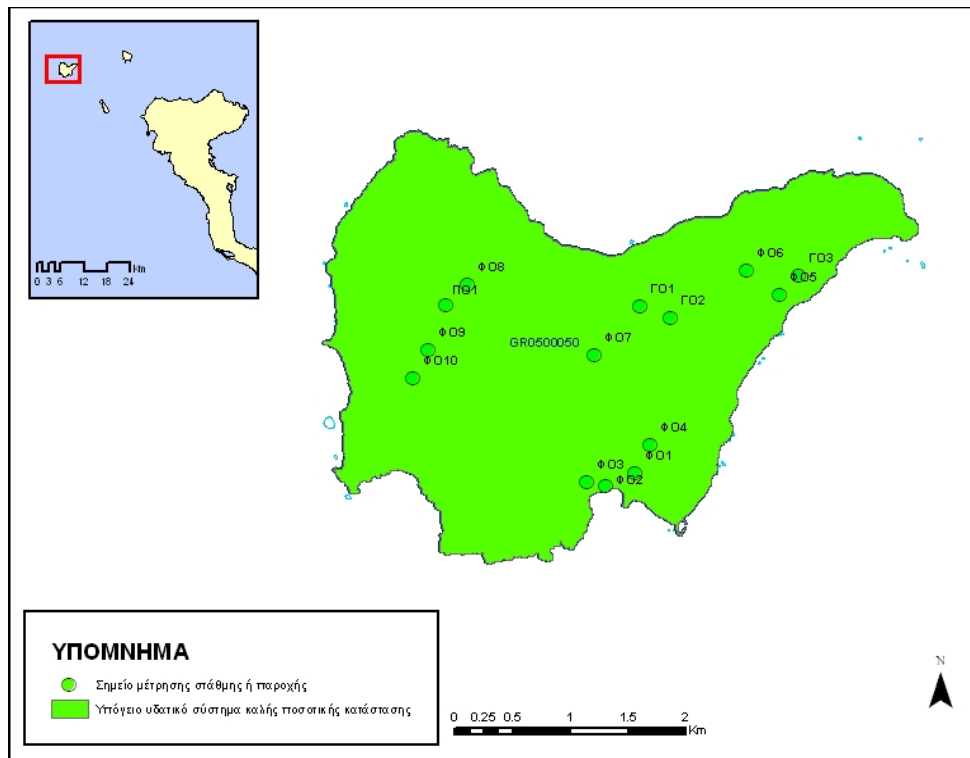 0 3 6 12 18 24
Km
ΦΟ8
ΠΟ1
ΦΟ9
ΦΟ10
GR0500050
ΦΟ7
ΓΟ1
ΓΟ2
ΦΟ6
ΓΟ3
ΦΟ5
ΦΟ4
ΦΟ1
ΦΟ3
ΦΟ2
ΥΠΟΜΝΗΜΑ
Σημείο μέτρησης στάθμης ή παροχής
Υπόγειο υδατικό σύστημα καλής ποσοτικής κατάστασης
0 0.25 0.5 1 1.5 2
Km
N